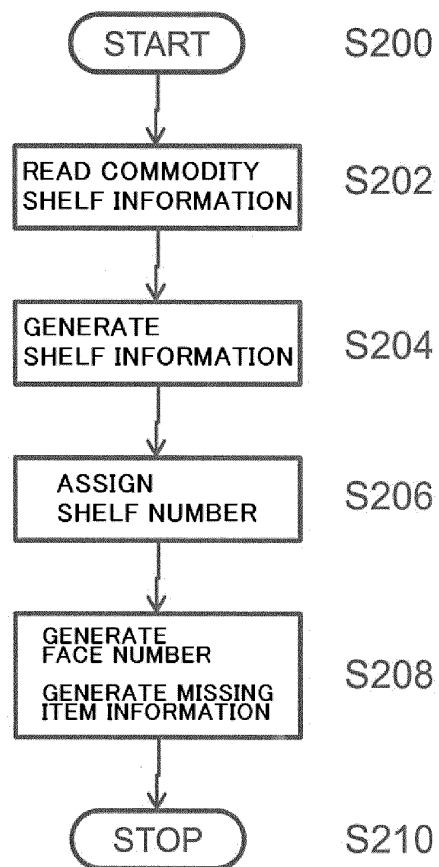 START S200
READ COMMODITY
SHELF INFORMATION
S202
GENERATE
SHELF INFORMATION
S204
ASSIGN
SHELF NUMBER
S206
GENERATE
FACE NUMBER
GENERATE MISSING
ITEM INFORMATION
S208
STOP S210